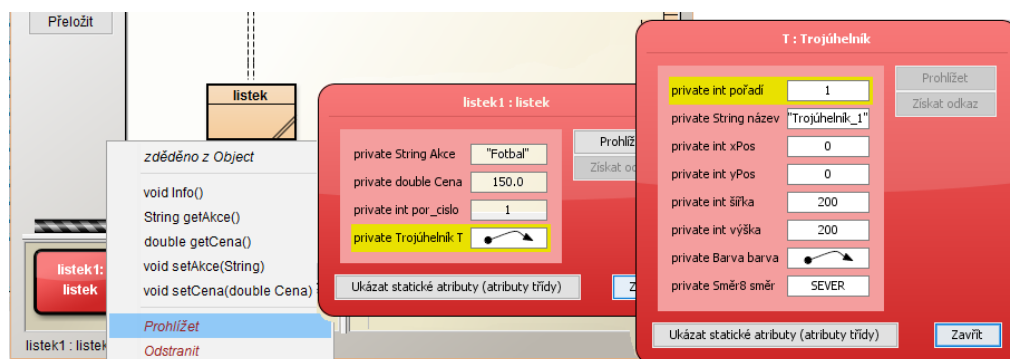 Přeložit
listek
zděděno z Object
void Info()
String getAkce()
double getCena()
void setAkce(String)
void setCena(double Cena)
Prohlížet
Odstranit
listek1:
listek
listek1 : listek
listek1 : listek
private String Akce "Fotbal"
private double Cena 150.0
private int por_cislo 1
private Trojúhelník T
Prohlíž
Získat od
Ukázat statické atributy (atributy třídy)
Z
T : Trojúhelník
private int pořadí 1
private String název "Trojúhelník_1"
private int xPos 0
private int yPos 0
private int šířka 200
private int výška 200
private Barva barva
private Směr8 směr SEVER
Prohlížet
Získat odkaz
Ukázat statické atributy (atributy třídy)
Zavřít